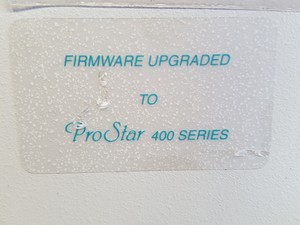 FIRMWARE UPGRADED
TO
ProStar 400 SERIES